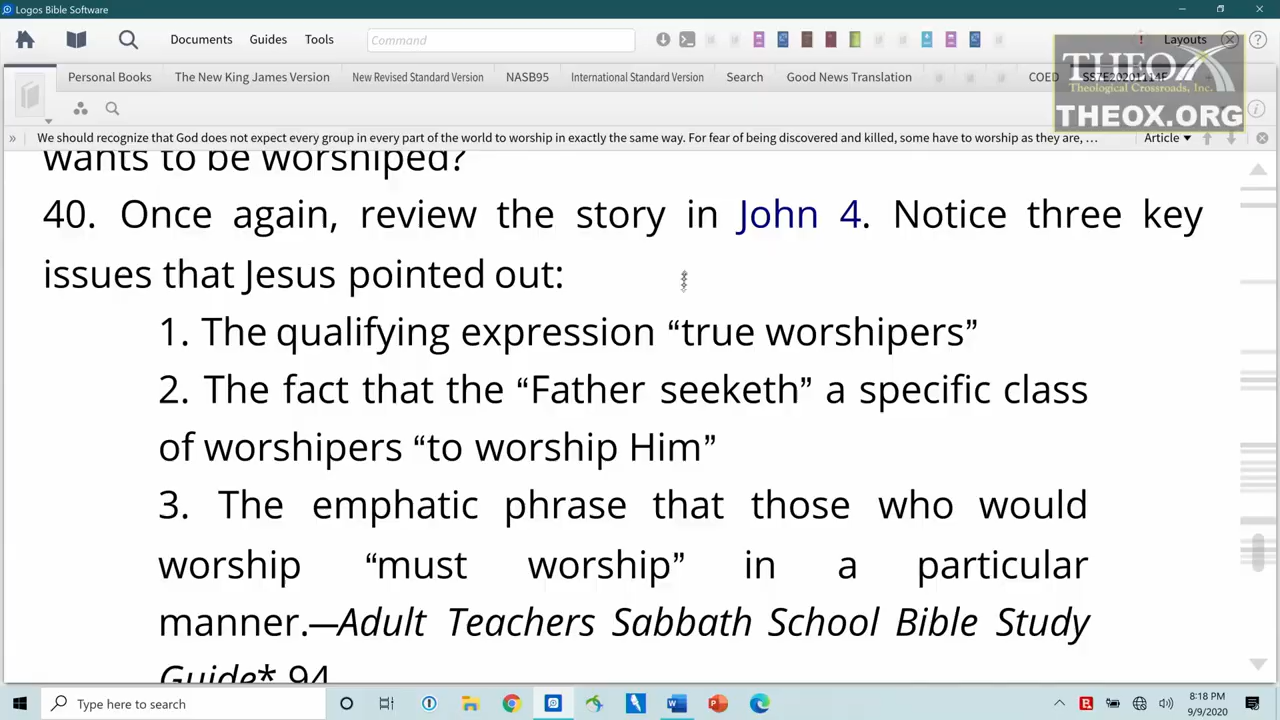 Logos Bible Software
Documents Guides Tools Command Layouts
Personal Books The New King James Version New Revised Standard Version NASB95 International Standard Version Search Good News Translation COED SS7E20201114F
THEOX
Theological Crossroads, Inc.
THEOX.ORG
» We should recognize that God does not expect every group in every part of the world to worship in exactly the same way. For fear of being discovered and killed, some have to worship as they are, ... Article
wants to be worshiped?
40. Once again, review the story in John 4. Notice three key
issues that Jesus pointed out:
1. The qualifying expression “true worshipers”
2. The fact that the “Father seeketh” a specific class
of worshipers “to worship Him”
3. The emphatic phrase that those who would
worship “must worship” in a particular
manner.—Adult Teachers Sabbath School Bible Study
Guide* 94
Type here to search
8:18 PM
9/9/2020